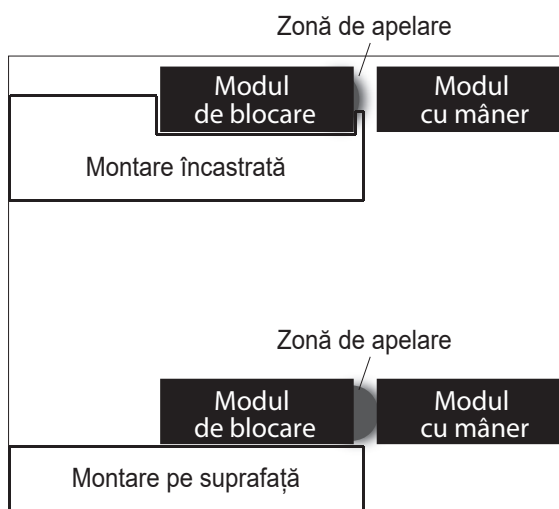 Zonă de apelare
Modul
de blocare
Modul
cu mâner
Montare încastrată
Zonă de apelare
Modul
de blocare
Modul
cu mâner
Montare pe suprafață